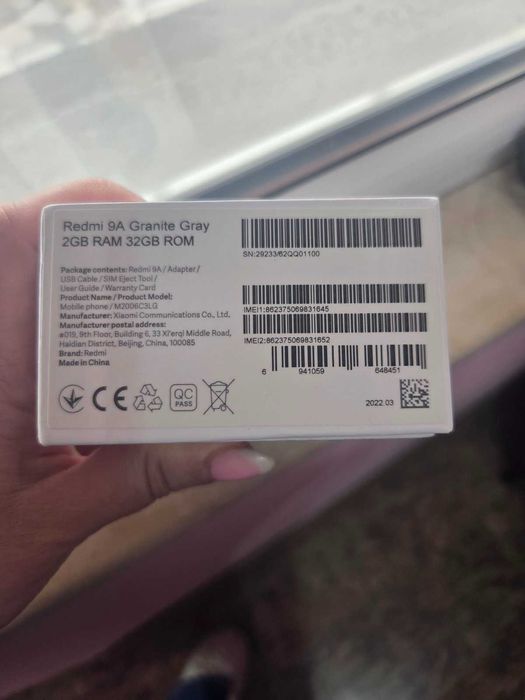 Redmi 9A Granite Gray
2GB RAM 32GB ROM
Package contents: Redmi 9A / Adapter /
USB Cable / SIM Eject Tool /
User Guide / Warranty Card
Product Name / Product Model:
Mobile phone / M2006C3LG
Manufacturer: Xiaomi Communications Co., Ltd.
Manufacturer postal address:
#019, 9th Floor, Building 6, 33 Xi'erqi Middle Road,
Haidian District, Beijing, China, 100085
Brand: Redmi
Made in China
CE
QC
PASS
SN:29233/62QQ01100
IMEI1:862375069831645
IMEI2:862375069831652
6 941059 648451
2022.03